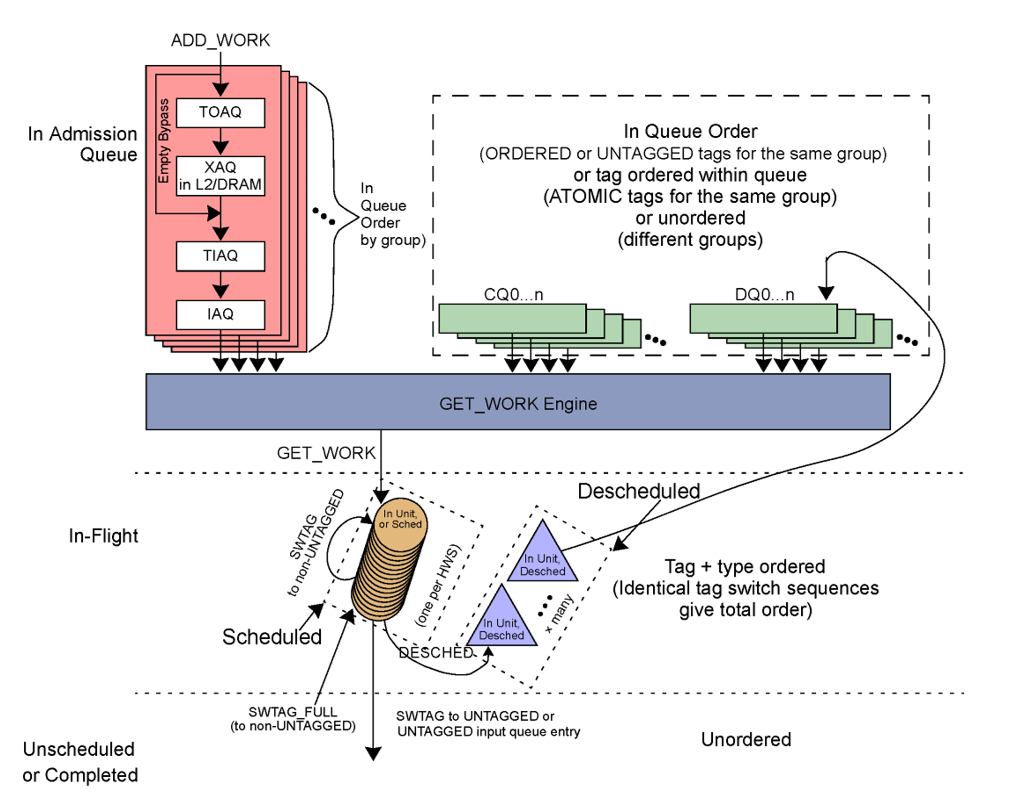 ADD_WORK
In Admission
Queue
Empty Bypass
TOAQ
XAQ
in L2/DRAM
TIAQ
IAQ
In
Queue
Order
by group)
In Queue Order
(ORDERED or UNTAGGED tags for the same group)
or tag ordered within queue
(ATOMIC tags for the same group)
or unordered
(different groups)
CQ0...n
DQ0...n
GET_WORK Engine
GET_WORK
In-Flight
SWTAG
to non-UNTAGGED
In Unit,
or Sched
(one per HWS)
Scheduled
DESCHED
Descheduled
In Unit,
Desched
In Unit,
Desched
x many
Tag + type ordered
(Identical tag switch sequences
give total order)
SWTAG_FULL
(to non-UNTAGGED)
SWTAG to UNTAGGED or
UNTAGGED input queue entry
Unscheduled
or Completed
Unordered